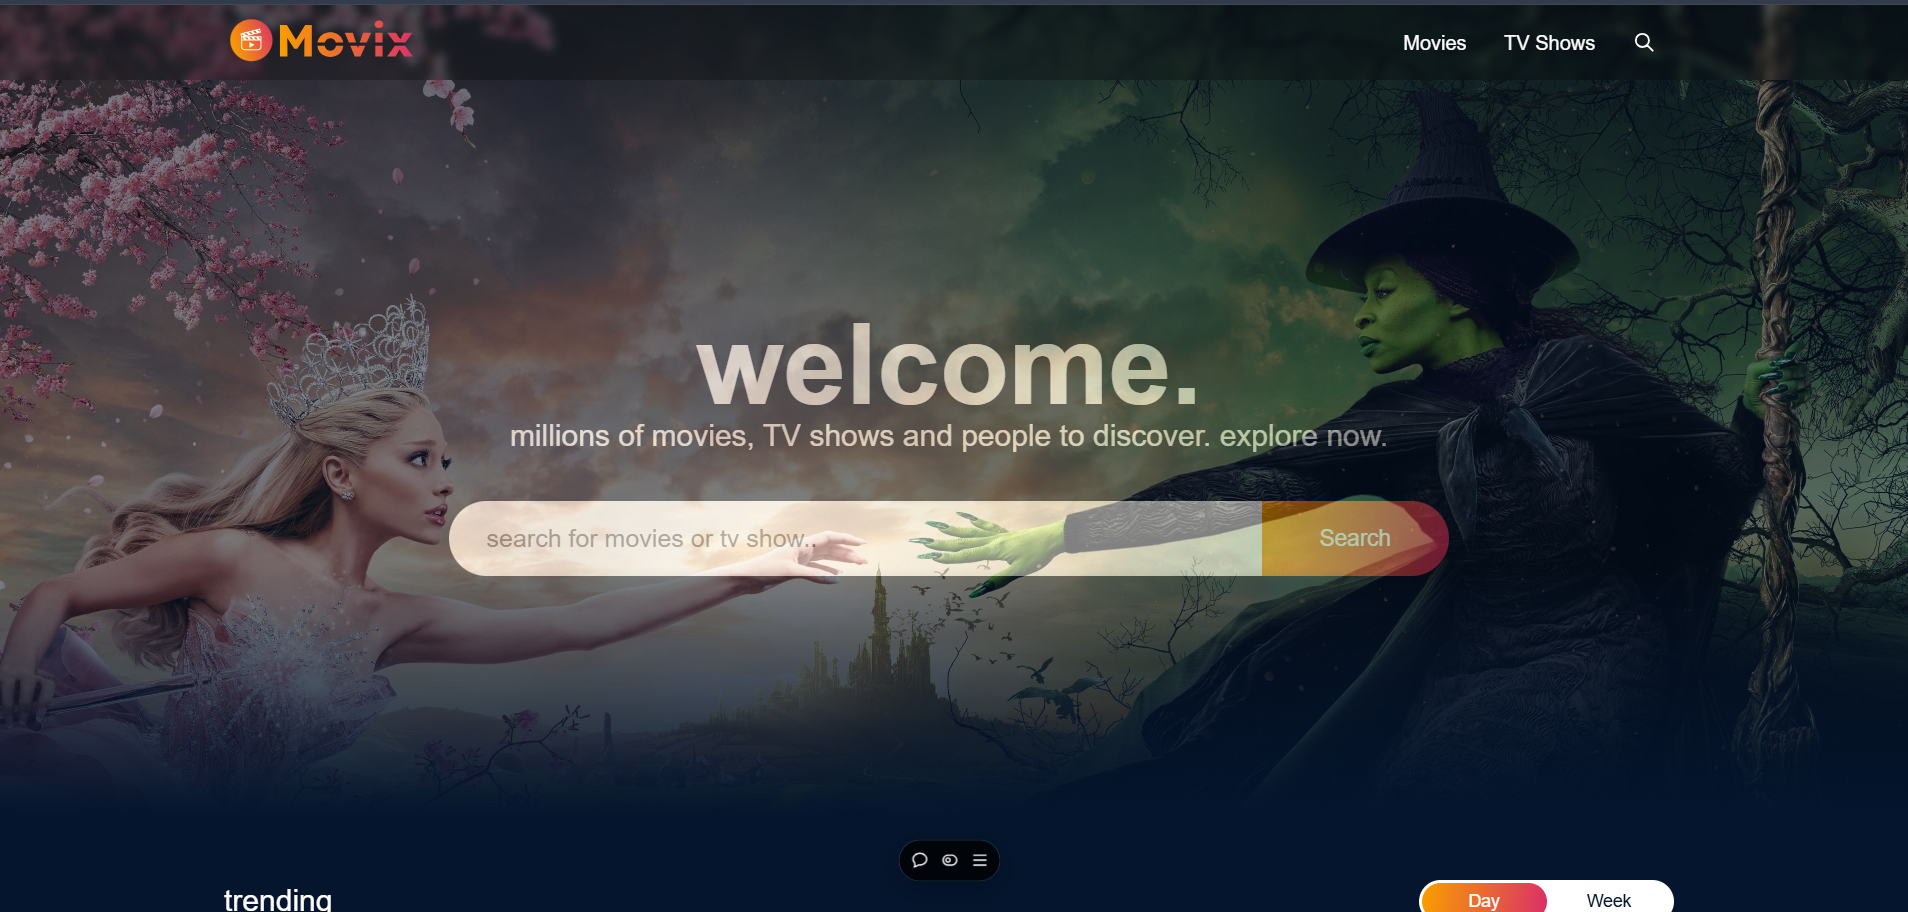 Movix
Movies
TV Shows
welcome.
millions of movies, TV shows and people to discover. explore now.
search for movies or tv show..
Search
trending
Day
Week